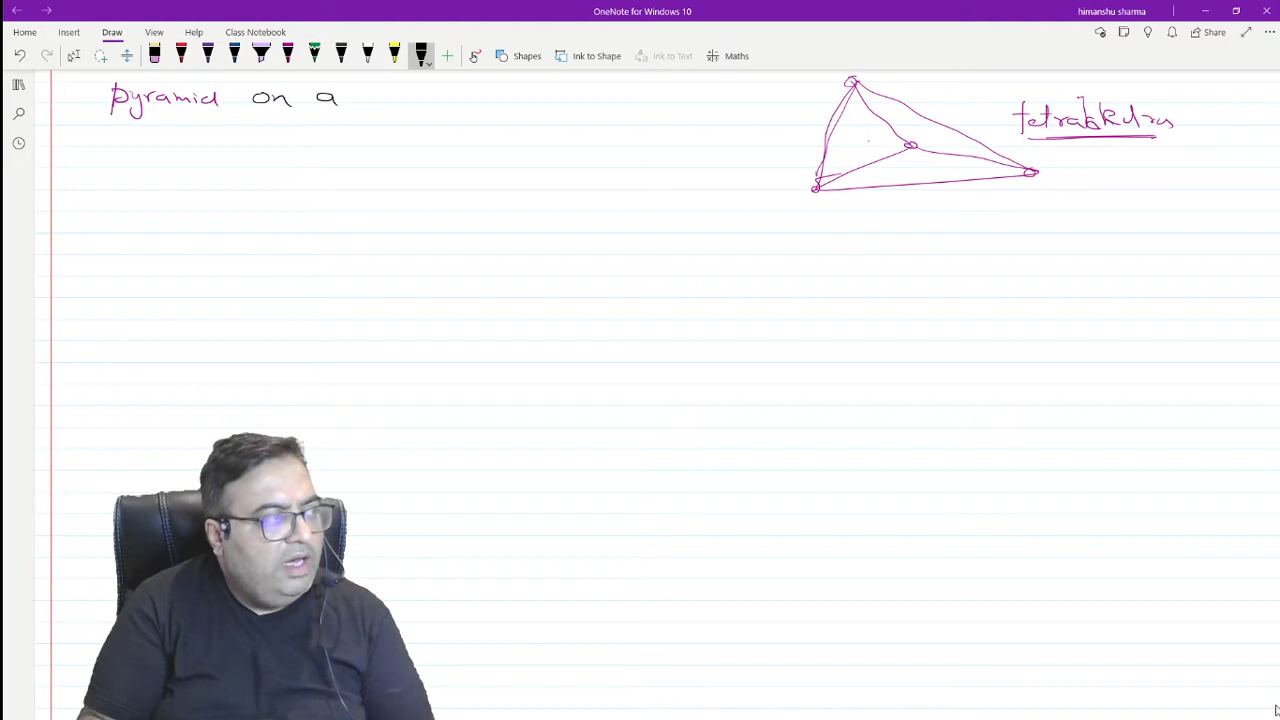 OneNote for Windows 10
himanshu sharma
Home Insert Draw View Help Class Notebook
Share
Shapes Ink to Shape Ink to Text Maths
pyramid on a